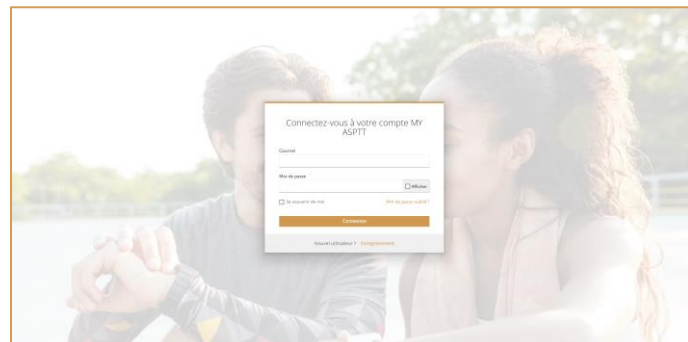 Connectez-vous à votre compte MY
ASPTT
Courriel
Mot de passe
Afficher
Se souvenir de moi
Mot de passe oublié ?
Connexion
Nouvel utilisateur ? Enregistrement